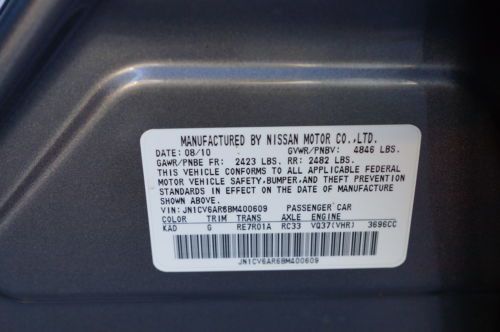 MANUFACTURED BY NISSAN MOTOR CO.,LTD.
DATE: 08/10 GVWR/PNBV: 4846 LBS.
GAWR/PNBE FR: 2423 LBS. RR: 2482 LBS.
THIS VEHICLE CONFORMS TO ALL APPLICABLE FEDERAL
MOTOR VEHICLE SAFETY,BUMPER,AND THEFT PREVENTION
STANDARDS IN EFFECT ON THE DATE OF MANUFACTURE
SHOWN ABOVE.
VIN:JN1CV6AR6BM400609 PASSENGER CAR
COLOR TRIM TRANS AXLE ENGINE
KAD G RE7R01A RC33 VQ37(VHR) 3696CC
JN1CV6AR6BM400609